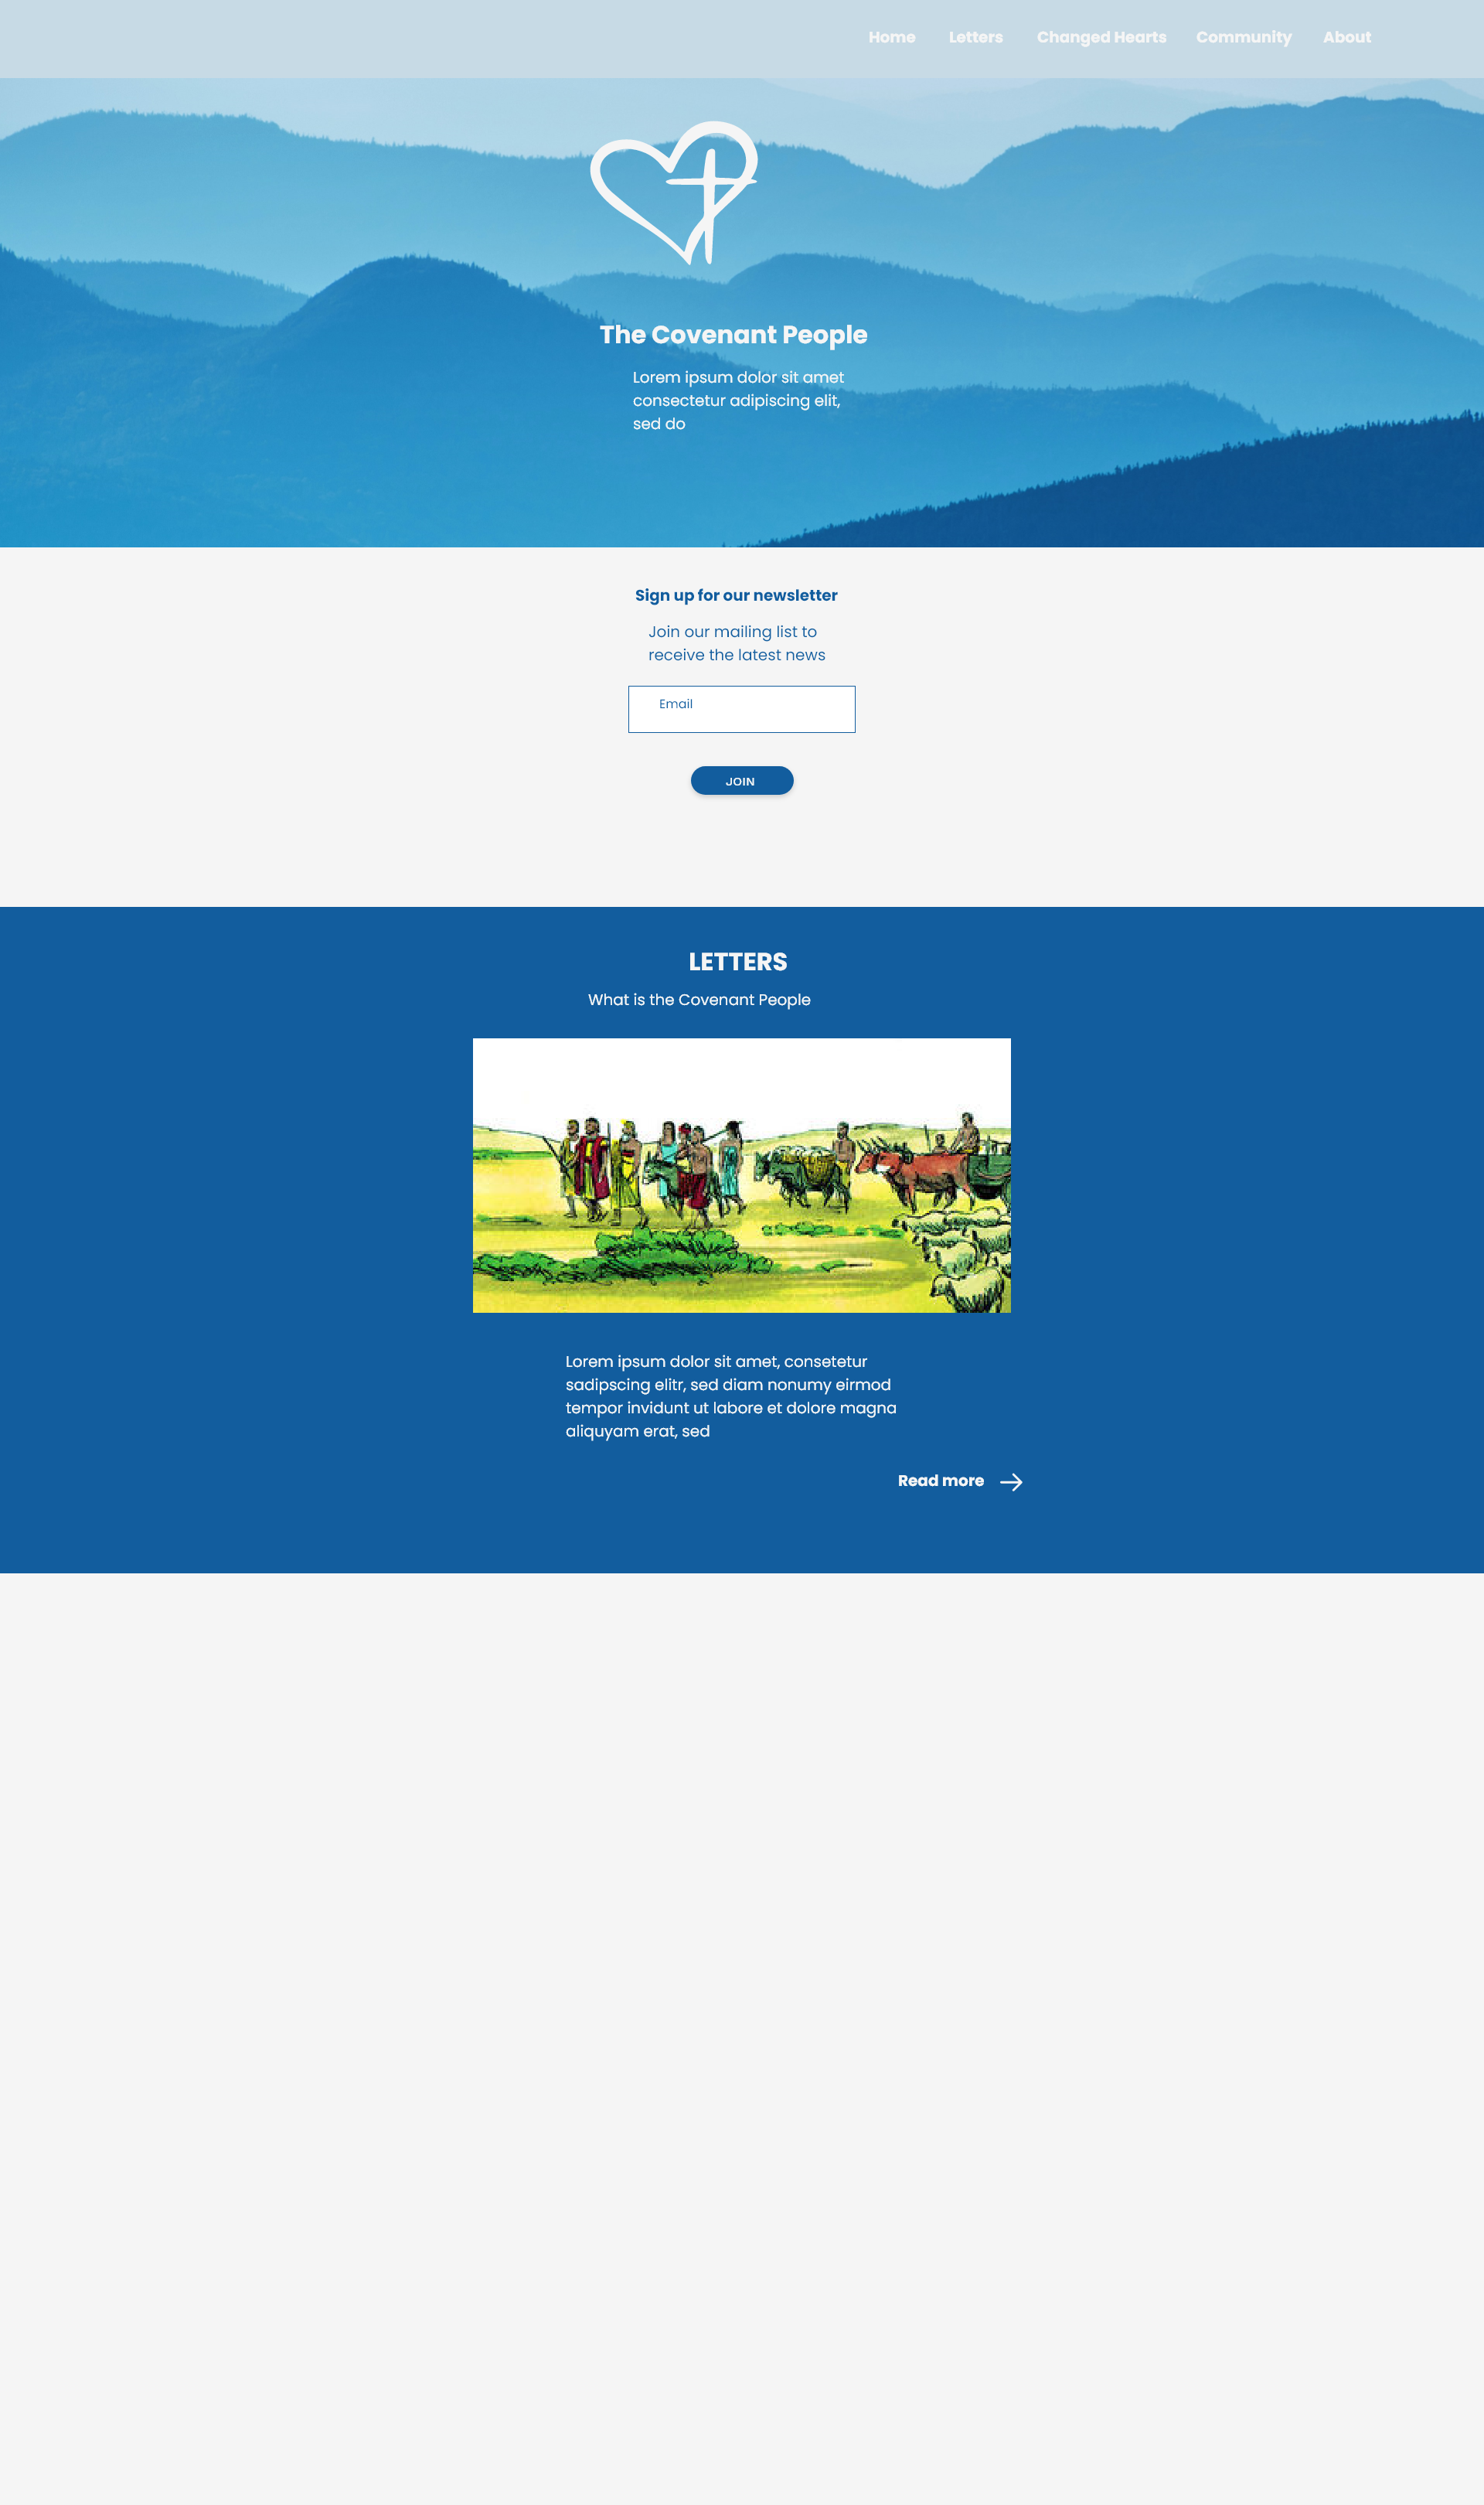 Home Letters Changed Hearts Community About
The Covenant People
Lorem ipsum dolor sit amet
consectetur adipiscing elit,
sed do
Sign up for our newsletter
Join our mailing list to
receive the latest news
Email
JOIN
LETTERS
What is the Covenant People
Lorem ipsum dolor sit amet, consetetur
sadipscing elitr, sed diam nonumy eirmod
tempor invidunt ut labore et dolore magna
aliquyam erat, sed
Read more